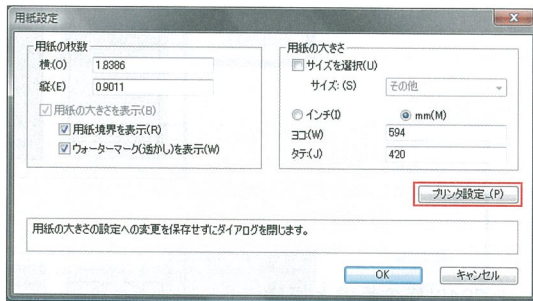 用紙設定
用紙の枚数
横:(O) 1.8386
縦:(E) 0.9011
用紙の大きさを表示(B)
用紙境界を表示(R)
ウォーターマーク(透かし)を表示(W)
用紙の大きさ
サイズを選択(U)
サイズ: (S) その他
インチ(I) mm(M)
ヨコ:(W) 594
タテ:(J) 420
プリンタ設定...(P)
用紙の大きさの設定への変更を保存せずにダイアログを閉じます。
OK キャンセル